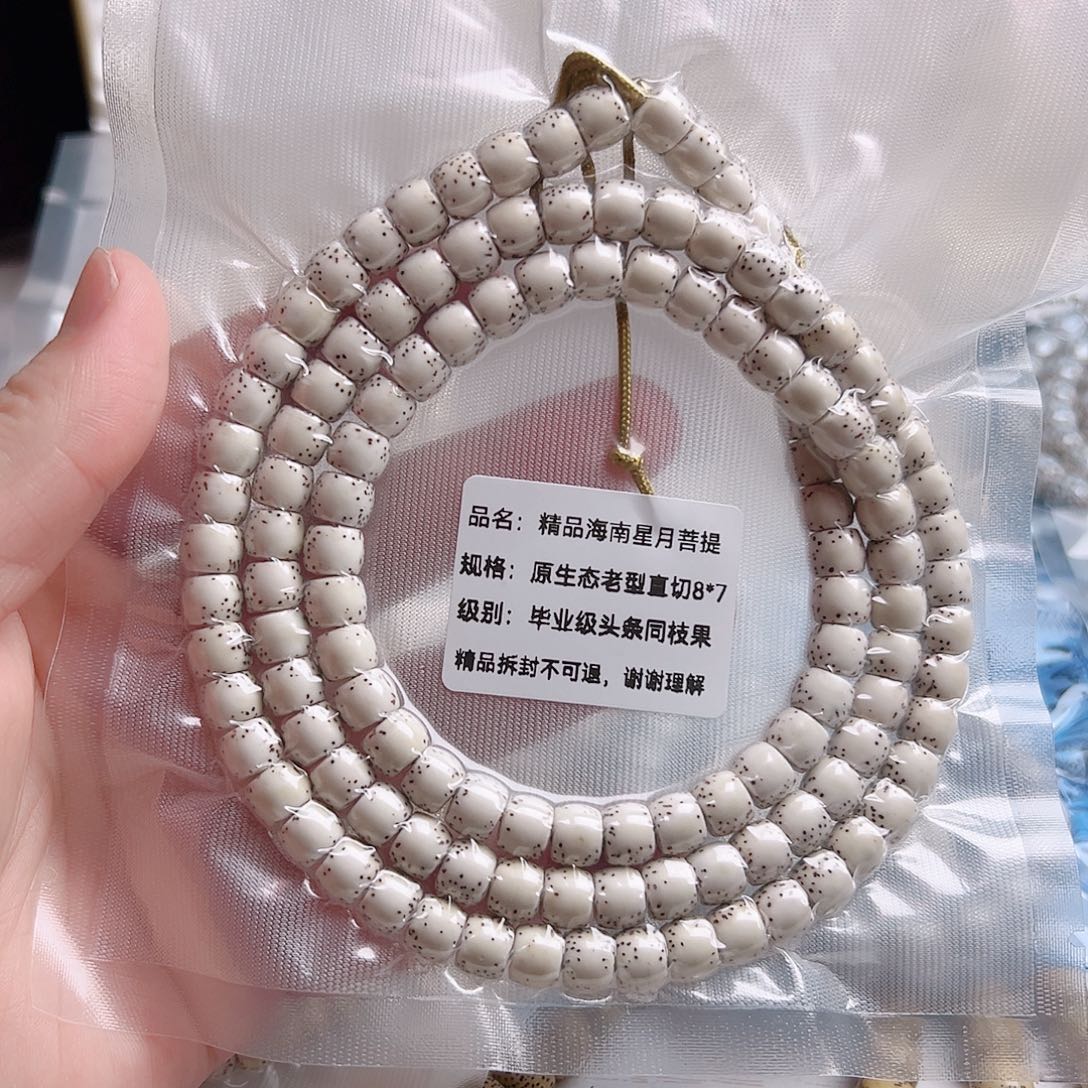 品名：精品海南星月菩提
规格：原生态老型直切8*7
级别：毕业级头条同枝果
精品拆封不可退，谢谢理解